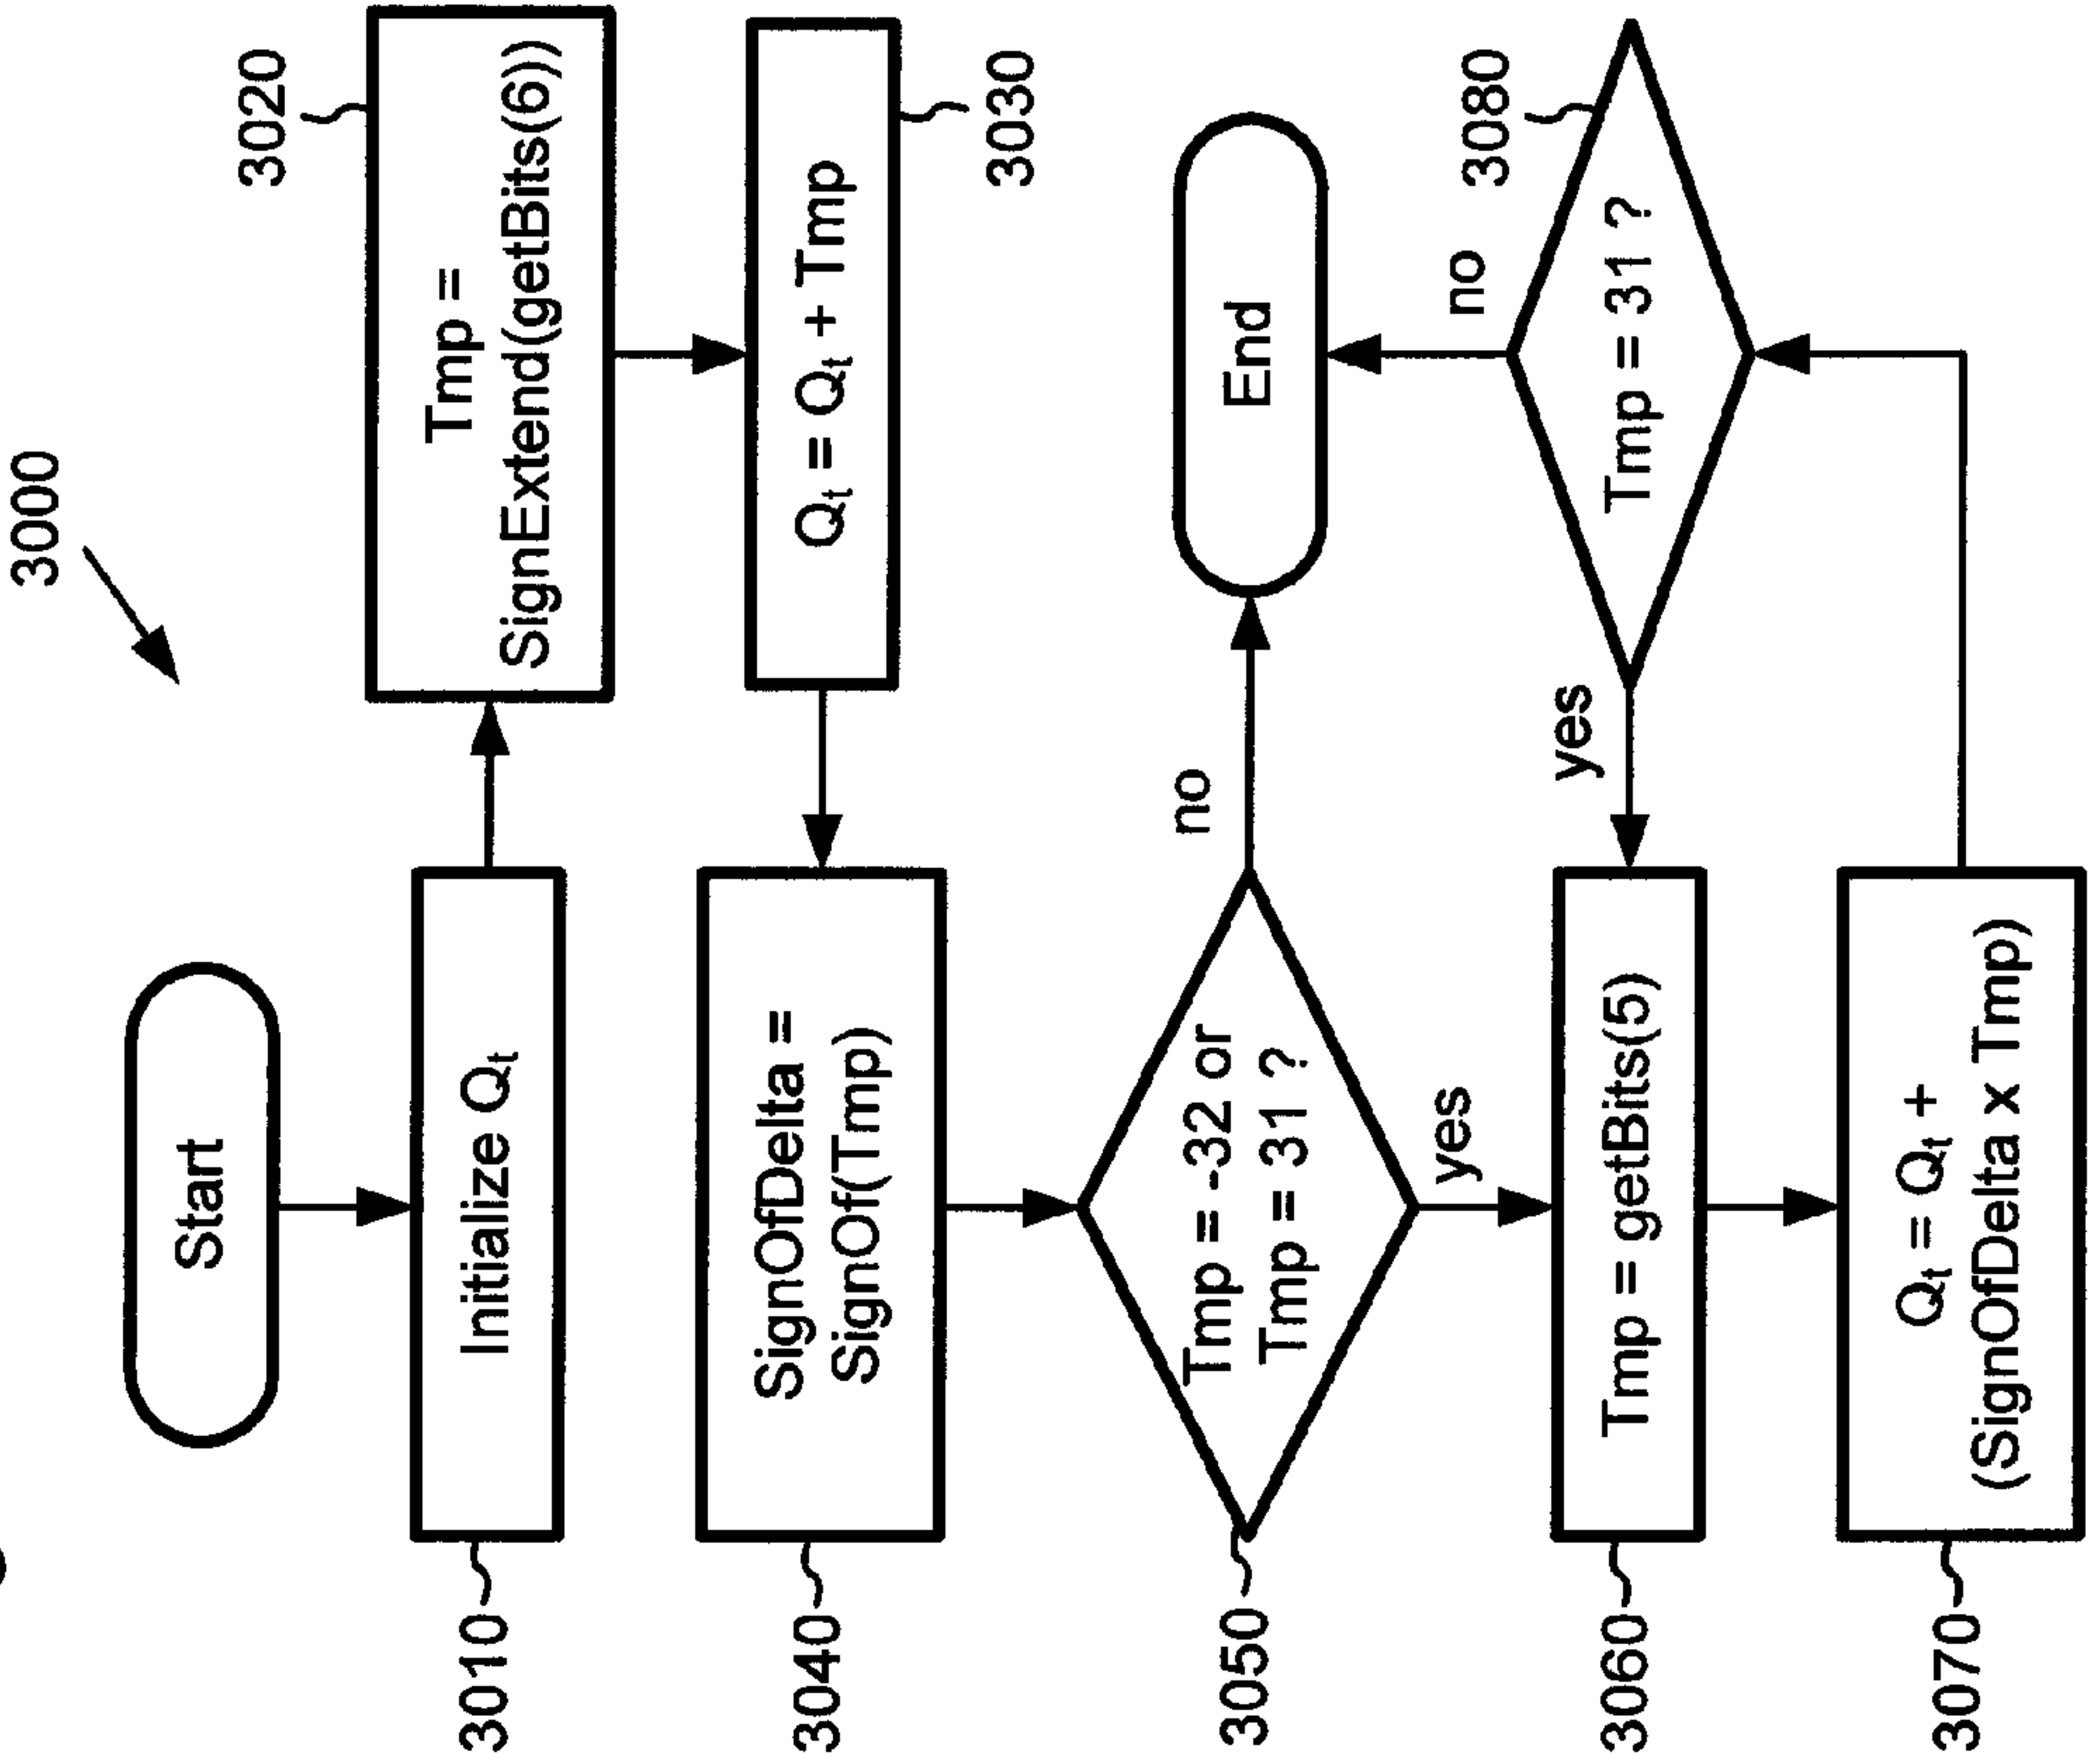 3000
Start
3010
Initialize Qt
3020
Tmp =
SignExtend(getBits(6))
3030
Qt = Qt + Tmp
3040
SignOfDelta =
SignOf(Tmp)
3050
Tmp = -32 or
Tmp = 31 ?
no
End
yes
3060
Tmp = getBits(5)
3070
Qt = Qt +
(SignOfDelta x Tmp)
3080
Tmp = 31 ?
no
yes